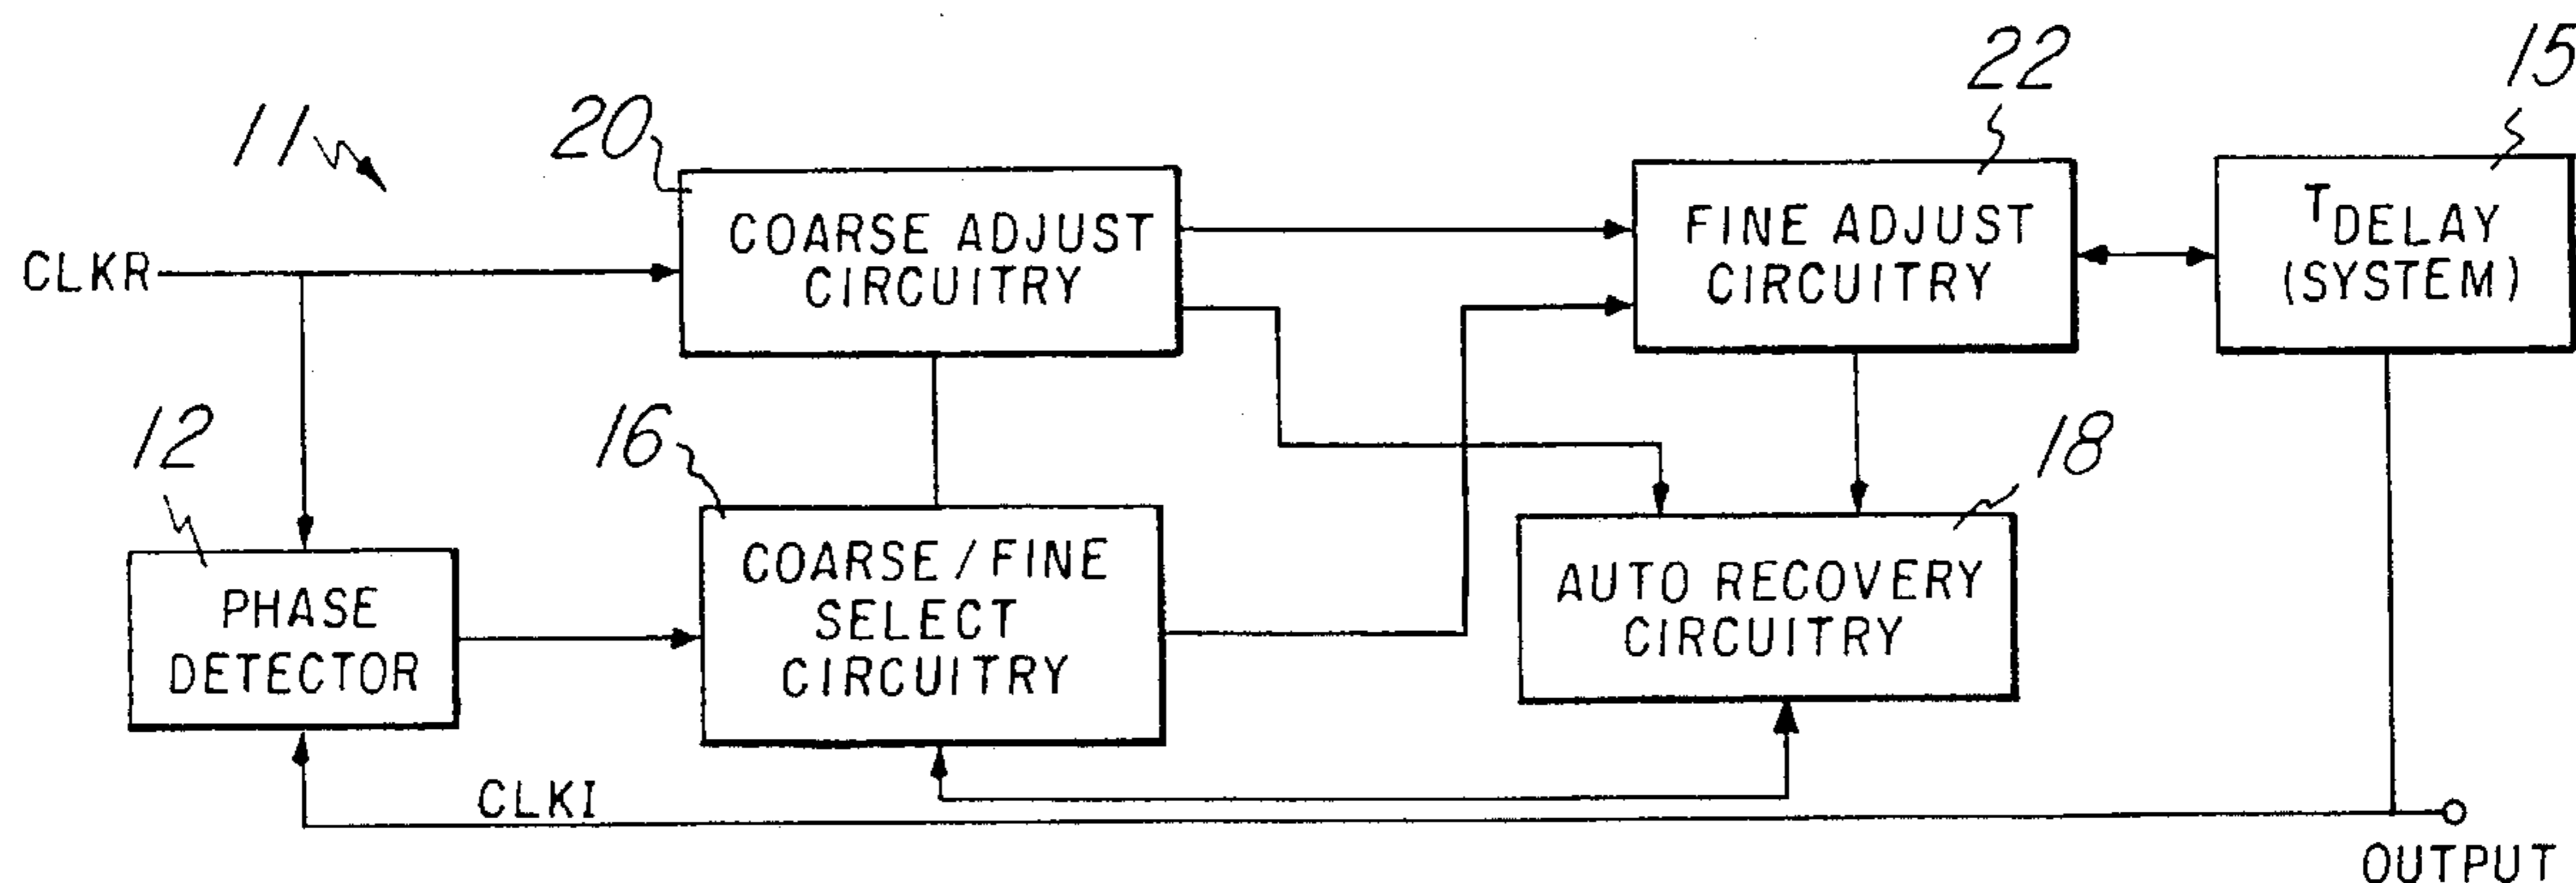 11
20
22
15
CLKR
COARSE ADJUST
CIRCUITRY
FINE ADJUST
CIRCUITRY
TDELAY
(SYSTEM)
12
16
18
PHASE
DETECTOR
COARSE / FINE
SELECT
CIRCUITRY
AUTO RECOVERY
CIRCUITRY
CLKI
OUTPUT